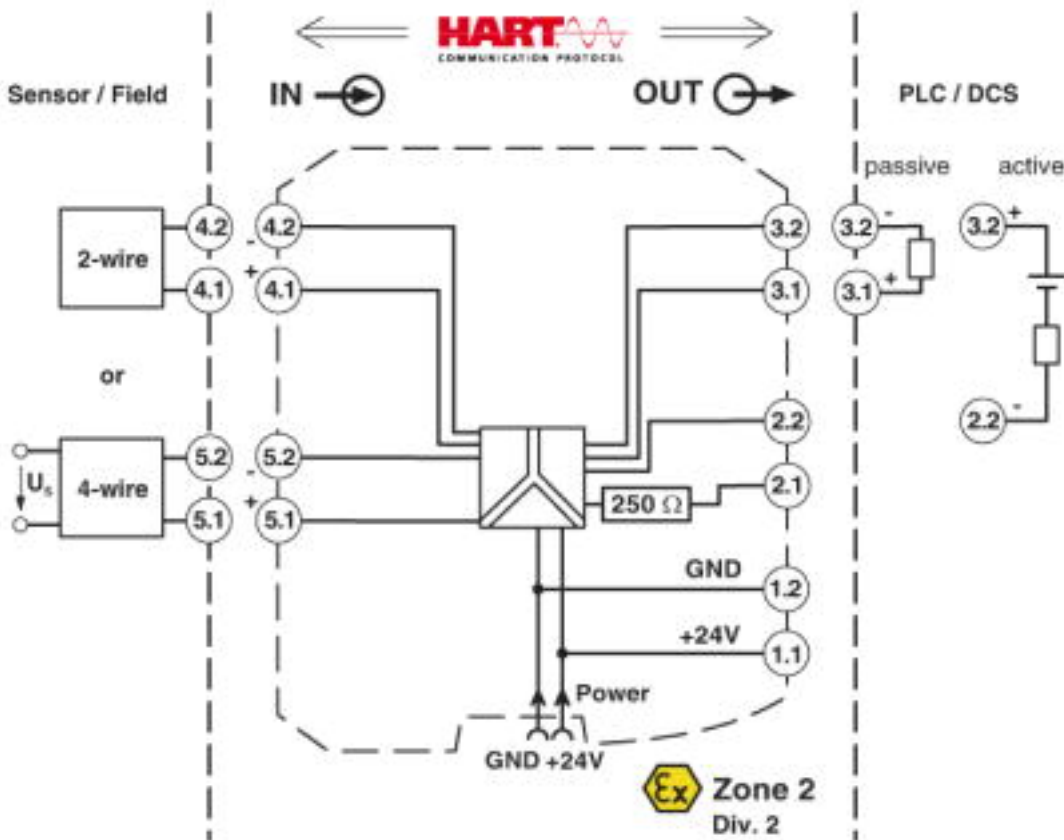 HART
COMMUNICATION PROTOCOL
Sensor / Field
IN
OUT
PLC / DCS
passive
active
2-wire
4.2
4.1
4.2
-
+
4.1
3.2
3.1
3.2
-
+
3.1
3.2
+
or
2.2
2.2
-
Us
4-wire
5.2
5.1
5.2
-
+
5.1
250 Ω
2.1
GND
1.2
+24V
1.1
Power
GND +24V
Ex
Zone 2
Div. 2